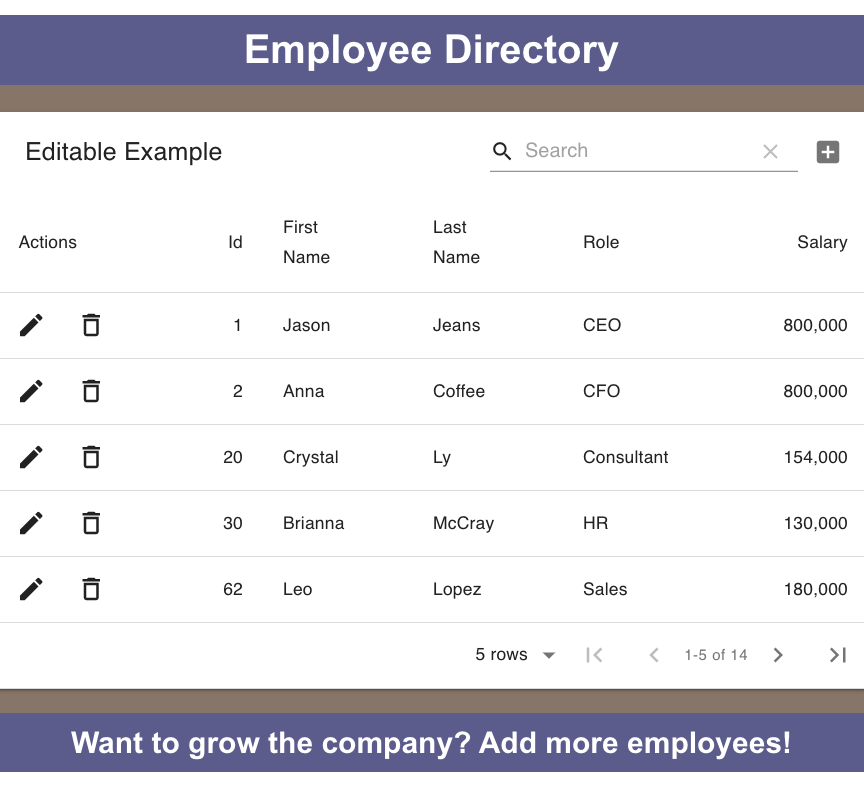 Employee Directory
Editable Example
Search
Actions Id First Name Last Name Role Salary
1 Jason Jeans CEO 800,000
2 Anna Coffee CFO 800,000
20 Crystal Ly Consultant 154,000
30 Brianna McCray HR 130,000
62 Leo Lopez Sales 180,000
5 rows 1-5 of 14
Want to grow the company? Add more employees!